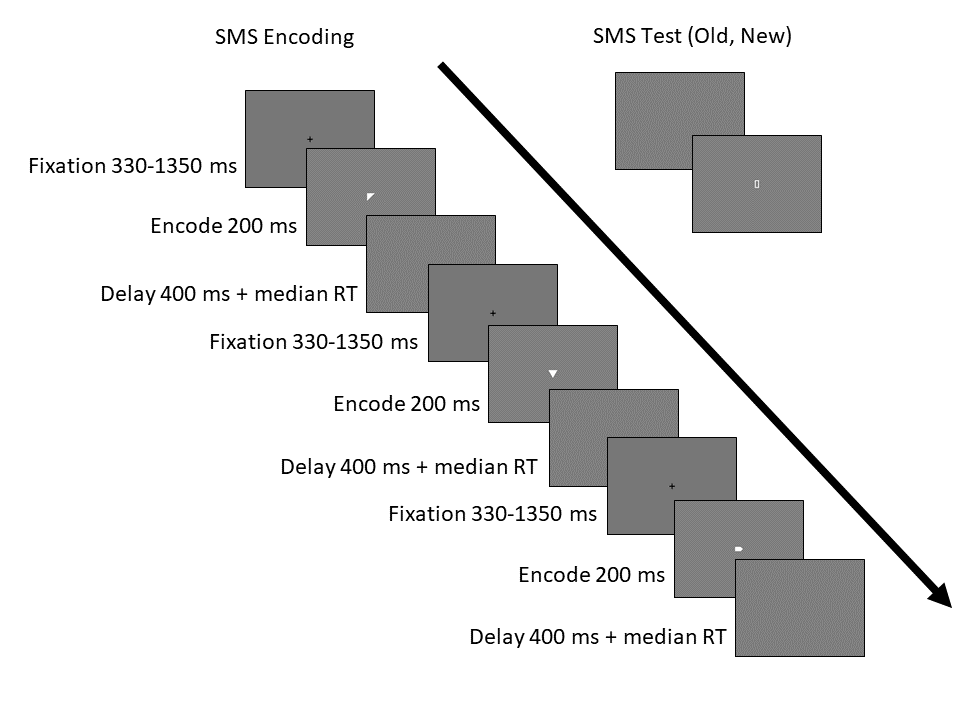 SMS Encoding
SMS Test (Old, New)
Fixation 330-1350 ms
Encode 200 ms
Delay 400 ms + median RT
Fixation 330-1350 ms
Encode 200 ms
Delay 400 ms + median RT
Fixation 330-1350 ms
Encode 200 ms
Delay 400 ms + median RT